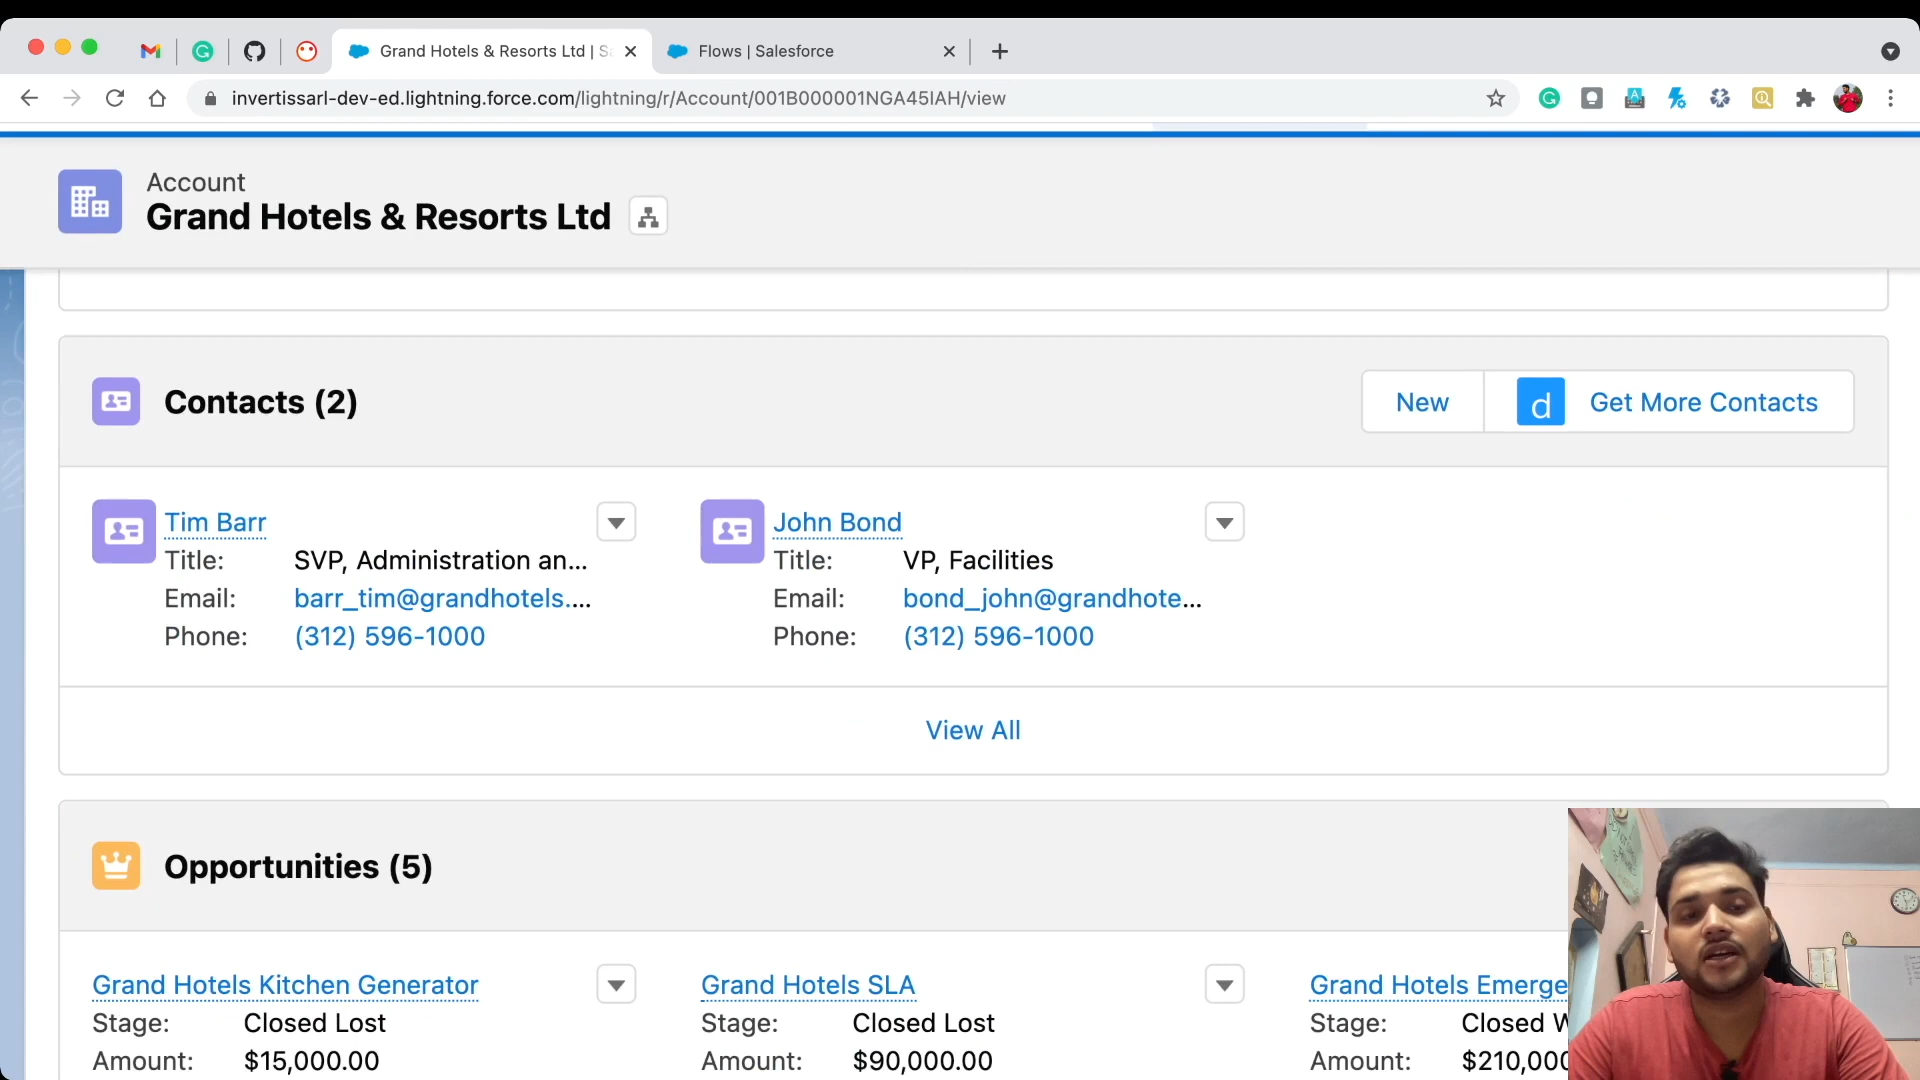 Grand Hotels & Resorts Ltd | S
Flows | Salesforce
invertissarl-dev-ed.lightning.force.com/lightning/r/Account/001B000001NGA45IAH/view
Account
Grand Hotels & Resorts Ltd
Contacts (2)
New
d
Get More Contacts
Tim Barr
Title: SVP, Administration an...
Email: barr_tim@grandhotels....
Phone: (312) 596-1000
John Bond
Title: VP, Facilities
Email: bond_john@grandhote...
Phone: (312) 596-1000
View All
Opportunities (5)
Grand Hotels Kitchen Generator
Stage: Closed Lost
Amount: $15,000.00
Grand Hotels SLA
Stage: Closed Lost
Amount: $90,000.00
Grand Hotels Emerge
Stage: Closed W
Amount: $210,000